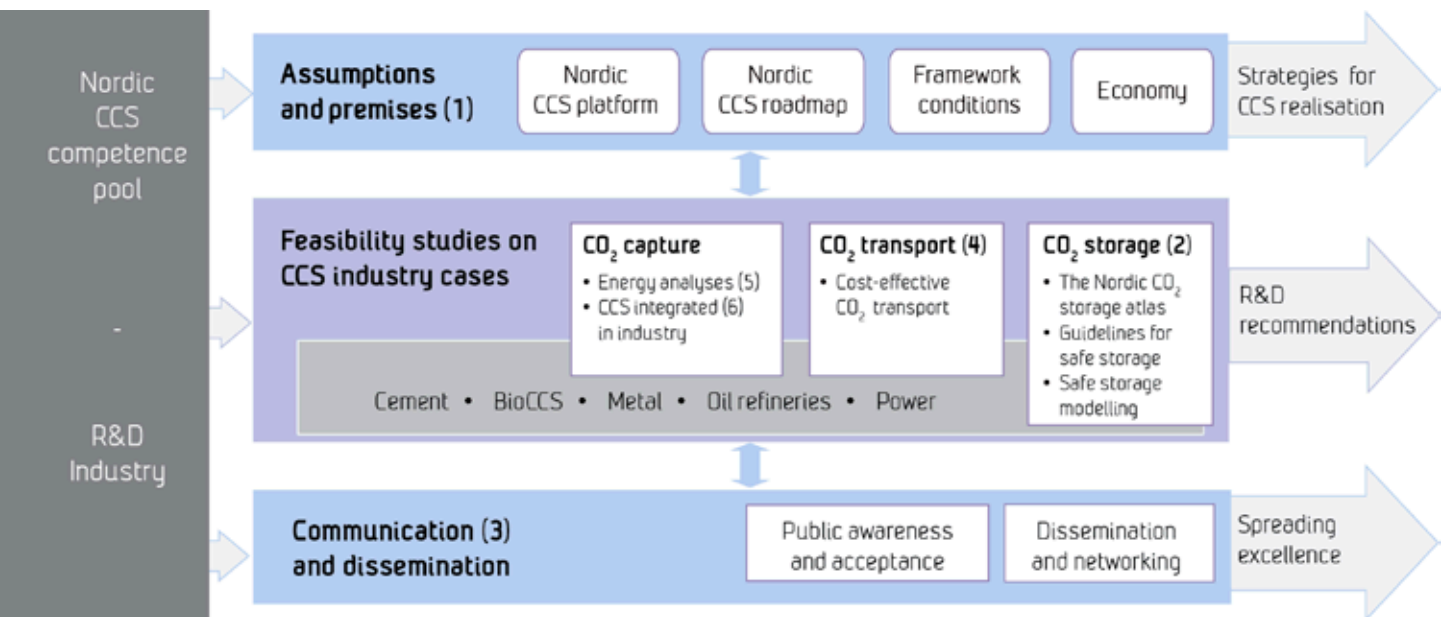 Nordic
CCS
competence
pool
-
R&D
Industry
Assumptions
and premises (1)
Nordic
CCS platform
Nordic
CCS roadmap
Framework
conditions
Economy
Strategies for
CCS realisation
Feasibility studies on
CCS industry cases
CO₂ capture
• Energy analyses (5)
• CCS integrated (6)
in industry
CO₂ transport (4)
• Cost-effective
CO₂ transport
CO₂ storage (2)
• The Nordic CO₂
storage atlas
• Guidelines for
safe storage
• Safe storage
modelling
Cement • BioCCS • Metal • Oil refineries • Power
R&D
recommendations
Communication (3)
and dissemination
Public awareness
and acceptance
Dissemination
and networking
Spreading
excellence